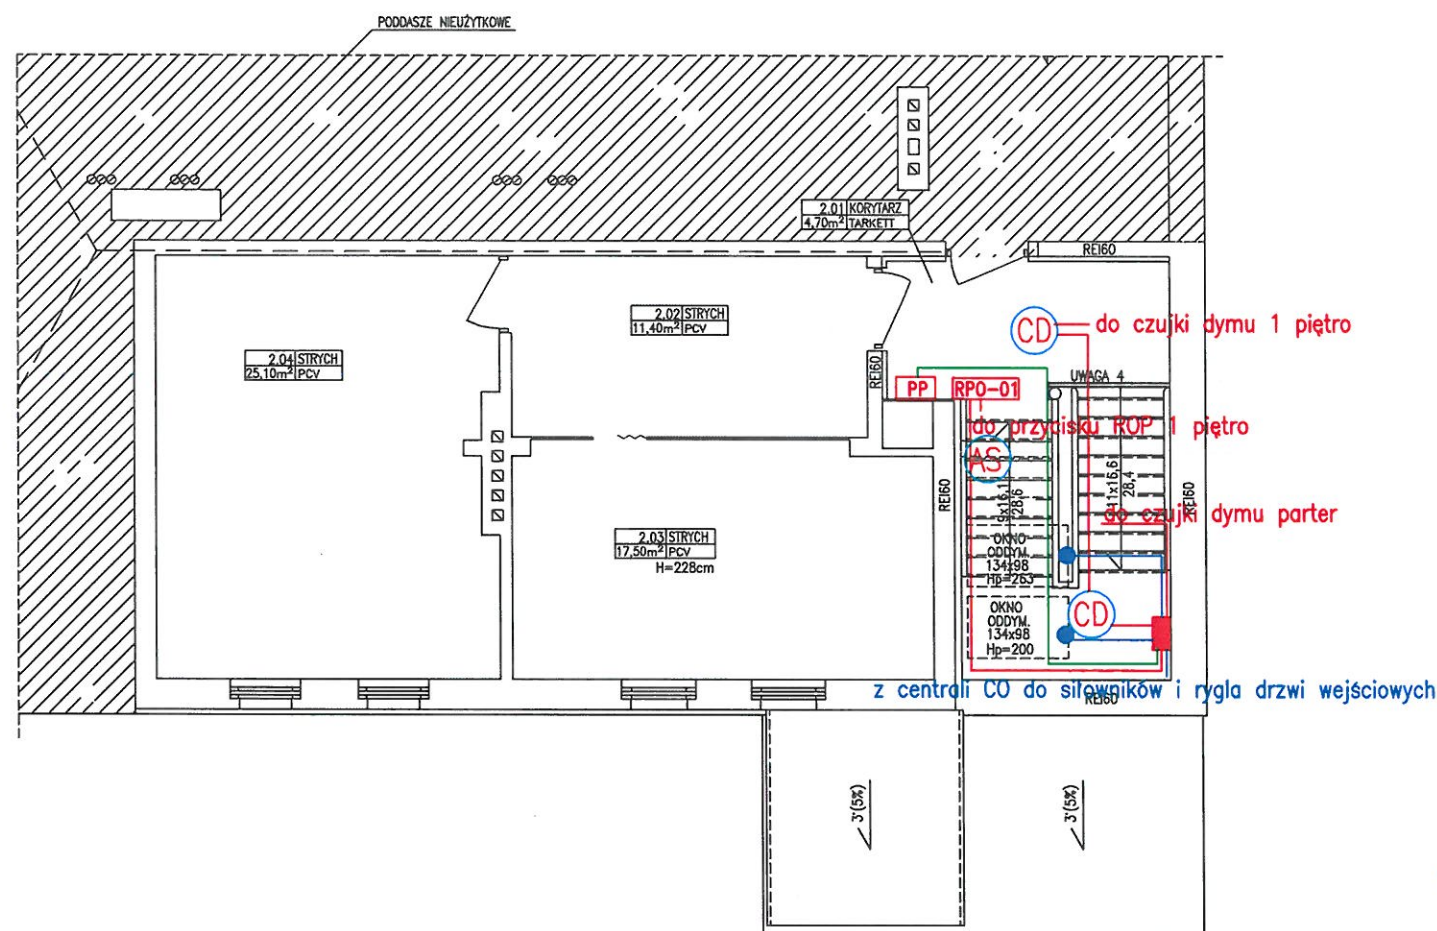 PODDASZE NIEUŻYTKOWE
2.01 KORYTARZ
4,70m² TARKETT
REI60
2.02 STRYCH
11,40m² PCV
CD
do czujki dymu 1 piętro
2.04 STRYCH
25,10m² PCV
REI60
UWAGA 4
PP
RPO-01
do przycisku ROP 1 piętro
AS
REI60
9x16,1
28,6
11x16,6
28,4
REI60
do czujki dymu parter
2.03 STRYCH
17,50m² PCV
H=228cm
OKNO
ODDYM.
134x98
Hp=263
OKNO
ODDYM.
134x98
Hp=200
CD
z centrali CO do siłowników i rygla drzwi wejściowych
REI60
3'(5%)
3'(5%)